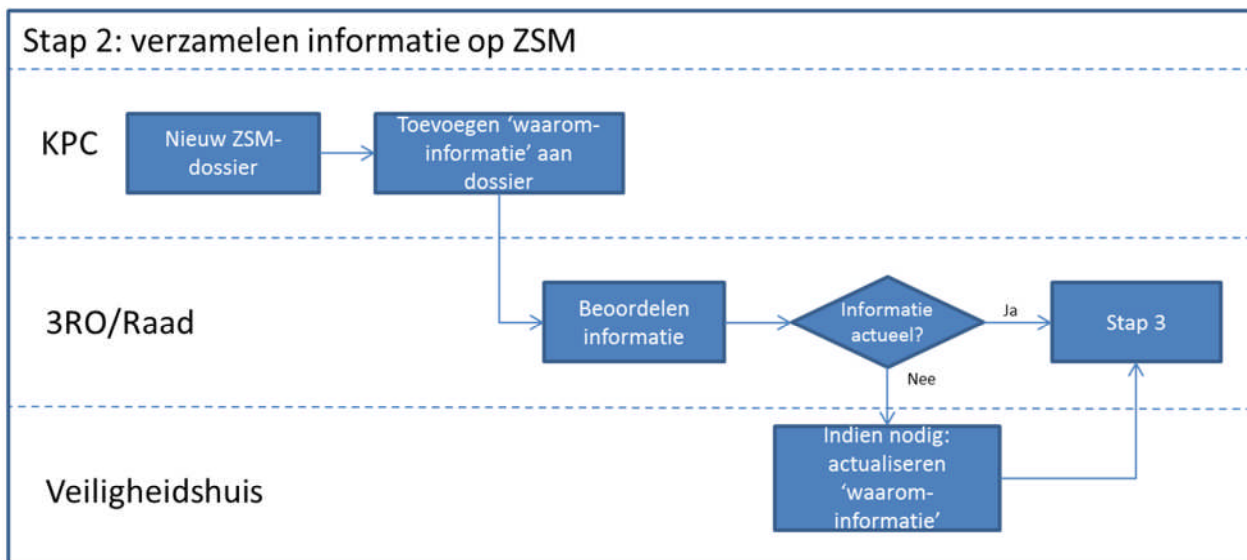 Stap 2: verzamelen informatie op ZSM
KPC
Nieuw ZSM-
dossier
Toevoegen ‘waarom-
informatie’ aan
dossier
3RO/Raad
Beoordelen
informatie
Informatie
actueel?
Ja
Stap 3
Nee
Veiligheidshuis
Indien nodig:
actualiseren
‘waarom-
informatie’